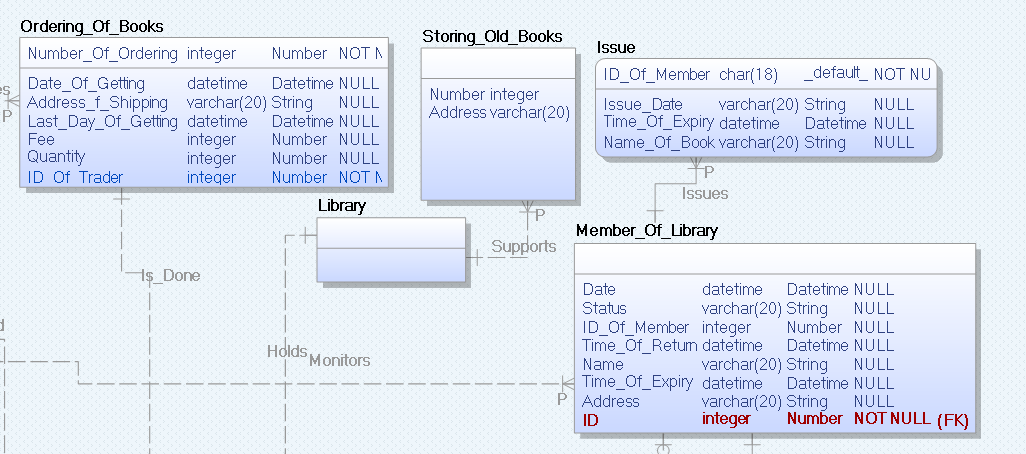 Ordering_Of_Books
Number_Of_Ordering integer Number NOT N
Date_Of_Getting datetime Datetime NULL
Address_f_Shipping varchar(20) String NULL
Last_Day_Of_Getting datetime Datetime NULL
Fee integer Number NULL
Quantity integer Number NULL
ID_Of_Trader integer Number NOT N
P
Is_Done
Storing_Old_Books
Number integer
Address varchar(20)
P
Supports
Library
Holds
Monitors
Issue
ID_Of_Member char(18) _default_ NOT NU
Issue_Date varchar(20) String NULL
Time_Of_Expiry datetime Datetime NULL
Name_Of_Book varchar(20) String NULL
P
Issues
Member_Of_Library
Date datetime Datetime NULL
Status varchar(20) String NULL
ID_Of_Member integer Number NULL
Time_Of_Return datetime Datetime NULL
Name varchar(20) String NULL
Time_Of_Expiry datetime Datetime NULL
Address varchar(20) String NULL
ID integer Number NOT NULL (FK)
P